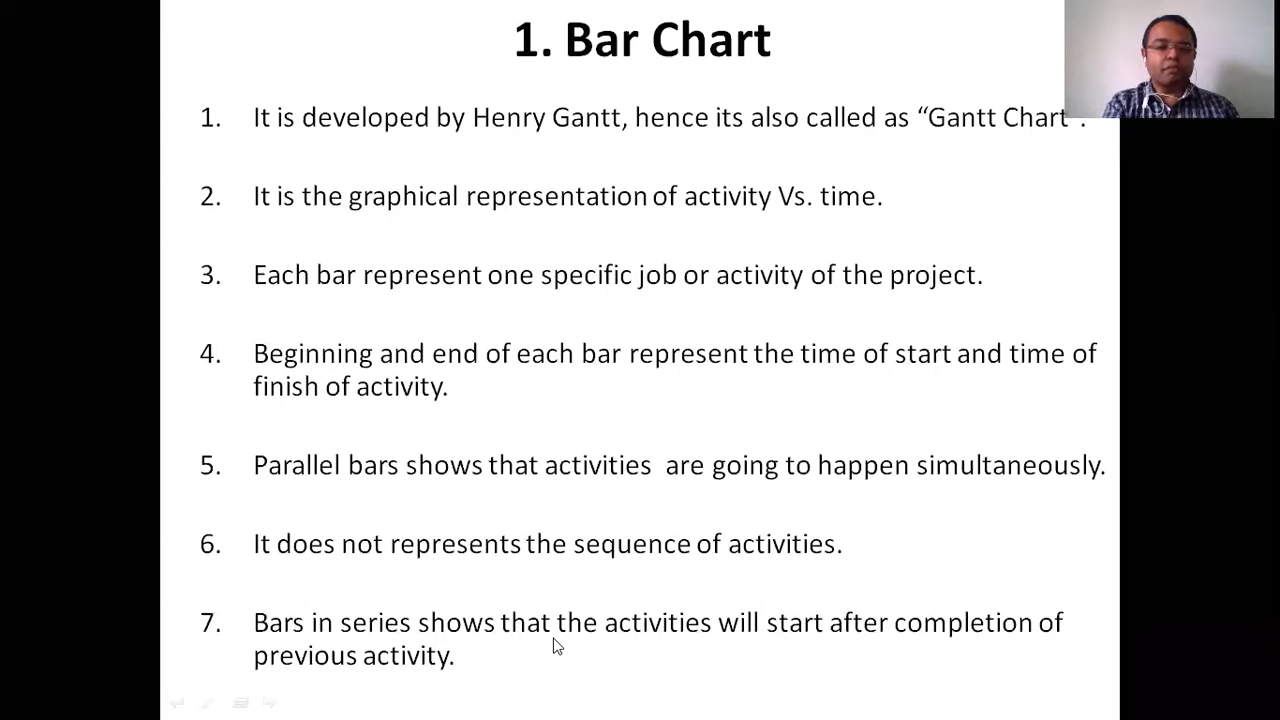 1. Bar Chart
1. It is developed by Henry Gantt, hence its also called as “Gantt Chart”.
2. It is the graphical representation of activity Vs. time.
3. Each bar represent one specific job or activity of the project.
4. Beginning and end of each bar represent the time of start and time of
finish of activity.
5. Parallel bars shows that activities are going to happen simultaneously.
6. It does not represents the sequence of activities.
7. Bars in series shows that the activities will start after completion of
previous activity.